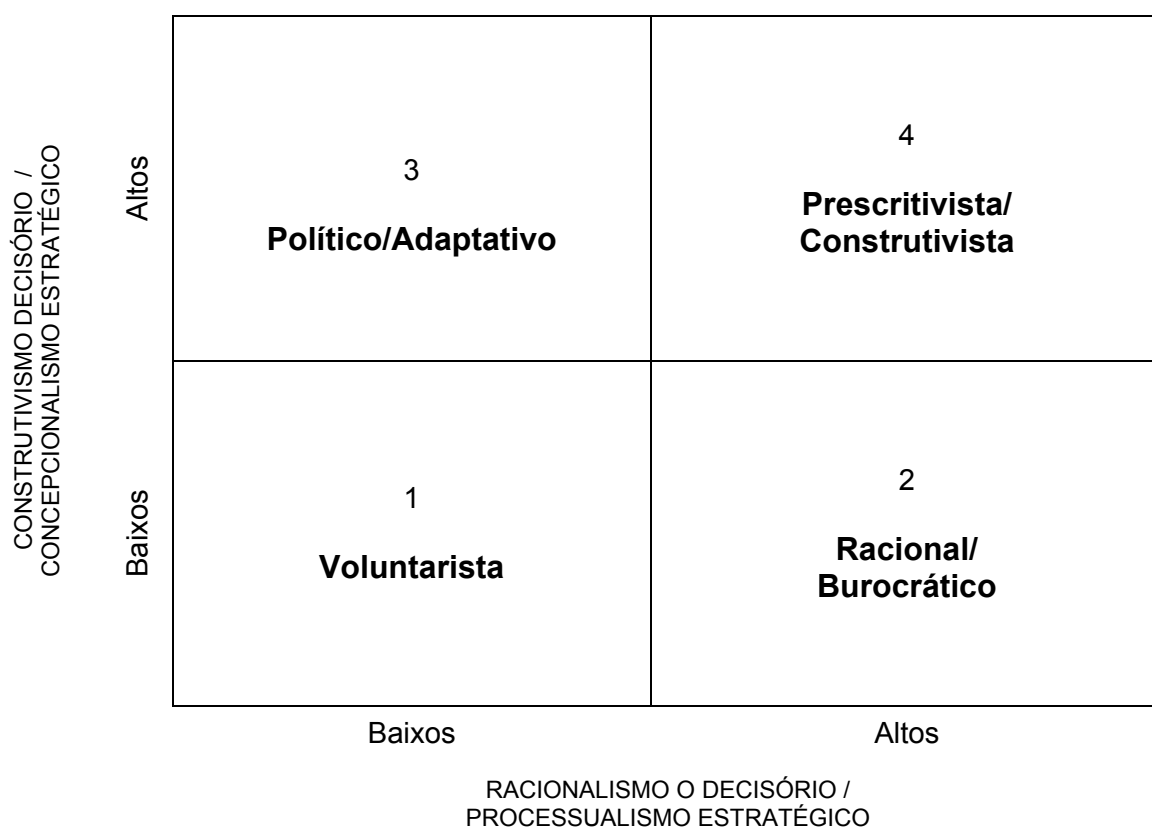 CONSTRUTIVISMO DECISÓRIO /
CONCEPCIONALISMO ESTRATÉGICO
Altos
3
Político/Adaptativo
4
Prescritivista/
Construtivista
Baixos
1
Voluntarista
2
Racional/
Burocrático
Baixos
Altos
RACIONALISMO O DECISÓRIO /
PROCESSUALISMO ESTRATÉGICO